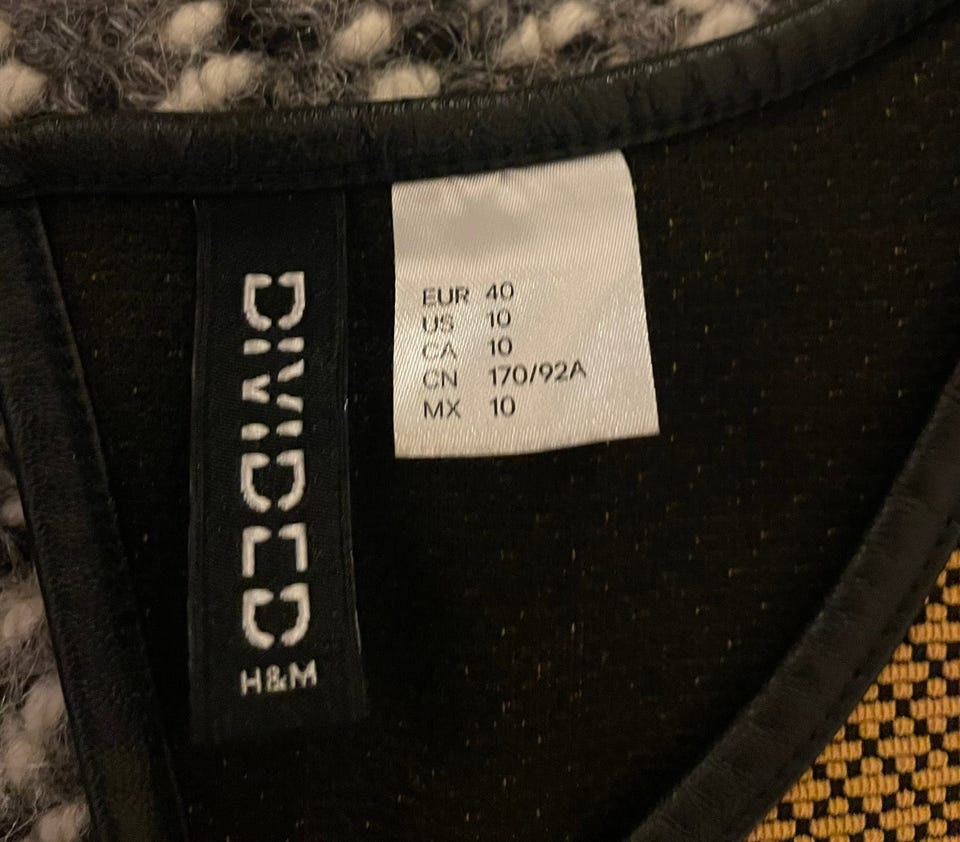 DIVIDED
H&M
EUR 40
US 10
CA 10
CN 170/92A
MX 10